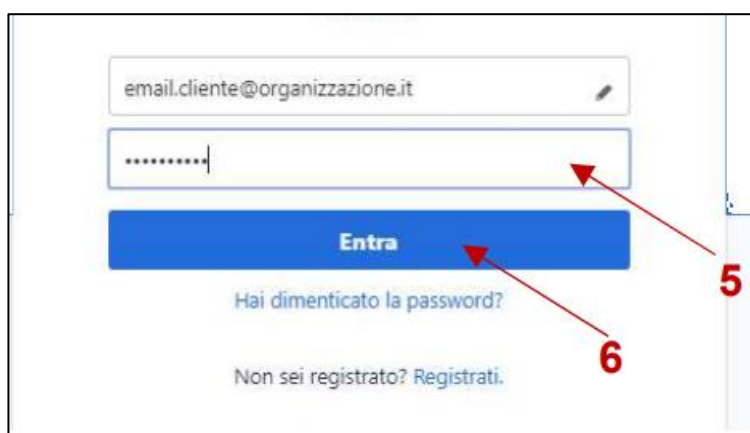 email.cliente@organizzazione.it
••••••••••
Entra
5
Hai dimenticato la password?
6
Non sei registrato? Registrati.